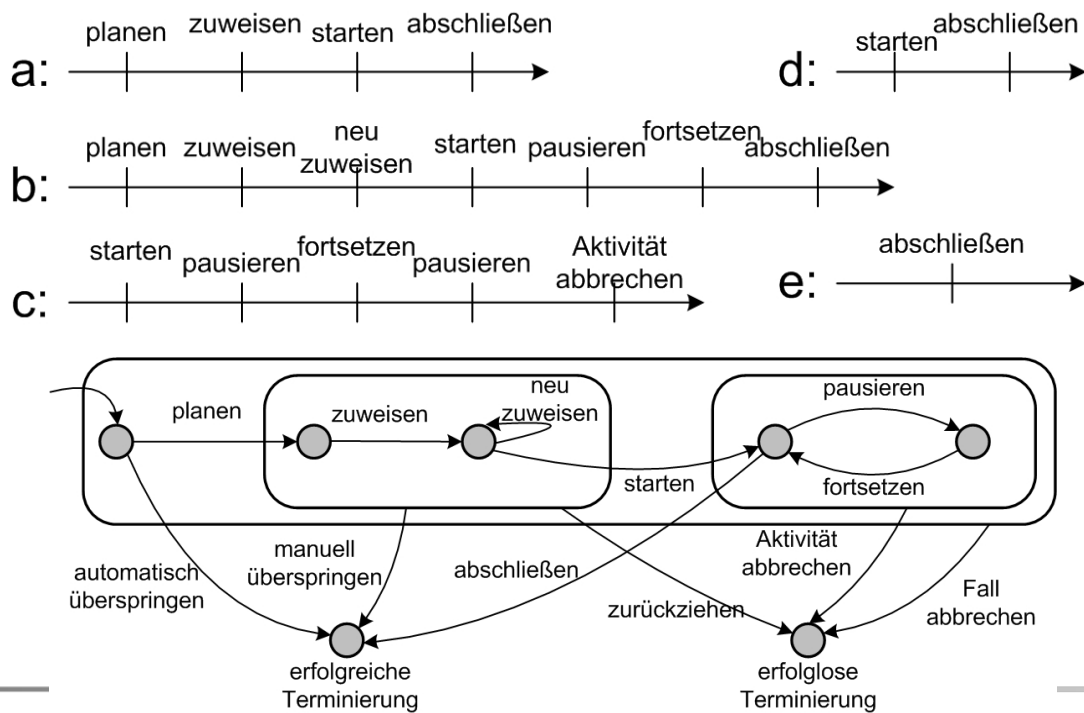 planen zuweisen starten abschließen
a:
starten abschließen
d:
planen zuweisen neu zuweisen starten pausieren fortsetzen abschließen
b:
starten pausieren fortsetzen pausieren Aktivität abbrechen
c:
abschließen
e:
planen
zuweisen
neu
zuweisen
starten
pausieren
fortsetzen
automatisch
überspringen
manuell
überspringen
abschließen
zurückziehen
Aktivität
abbrechen
Fall
abbrechen
erfolgreiche
Terminierung
erfolglose
Terminierung